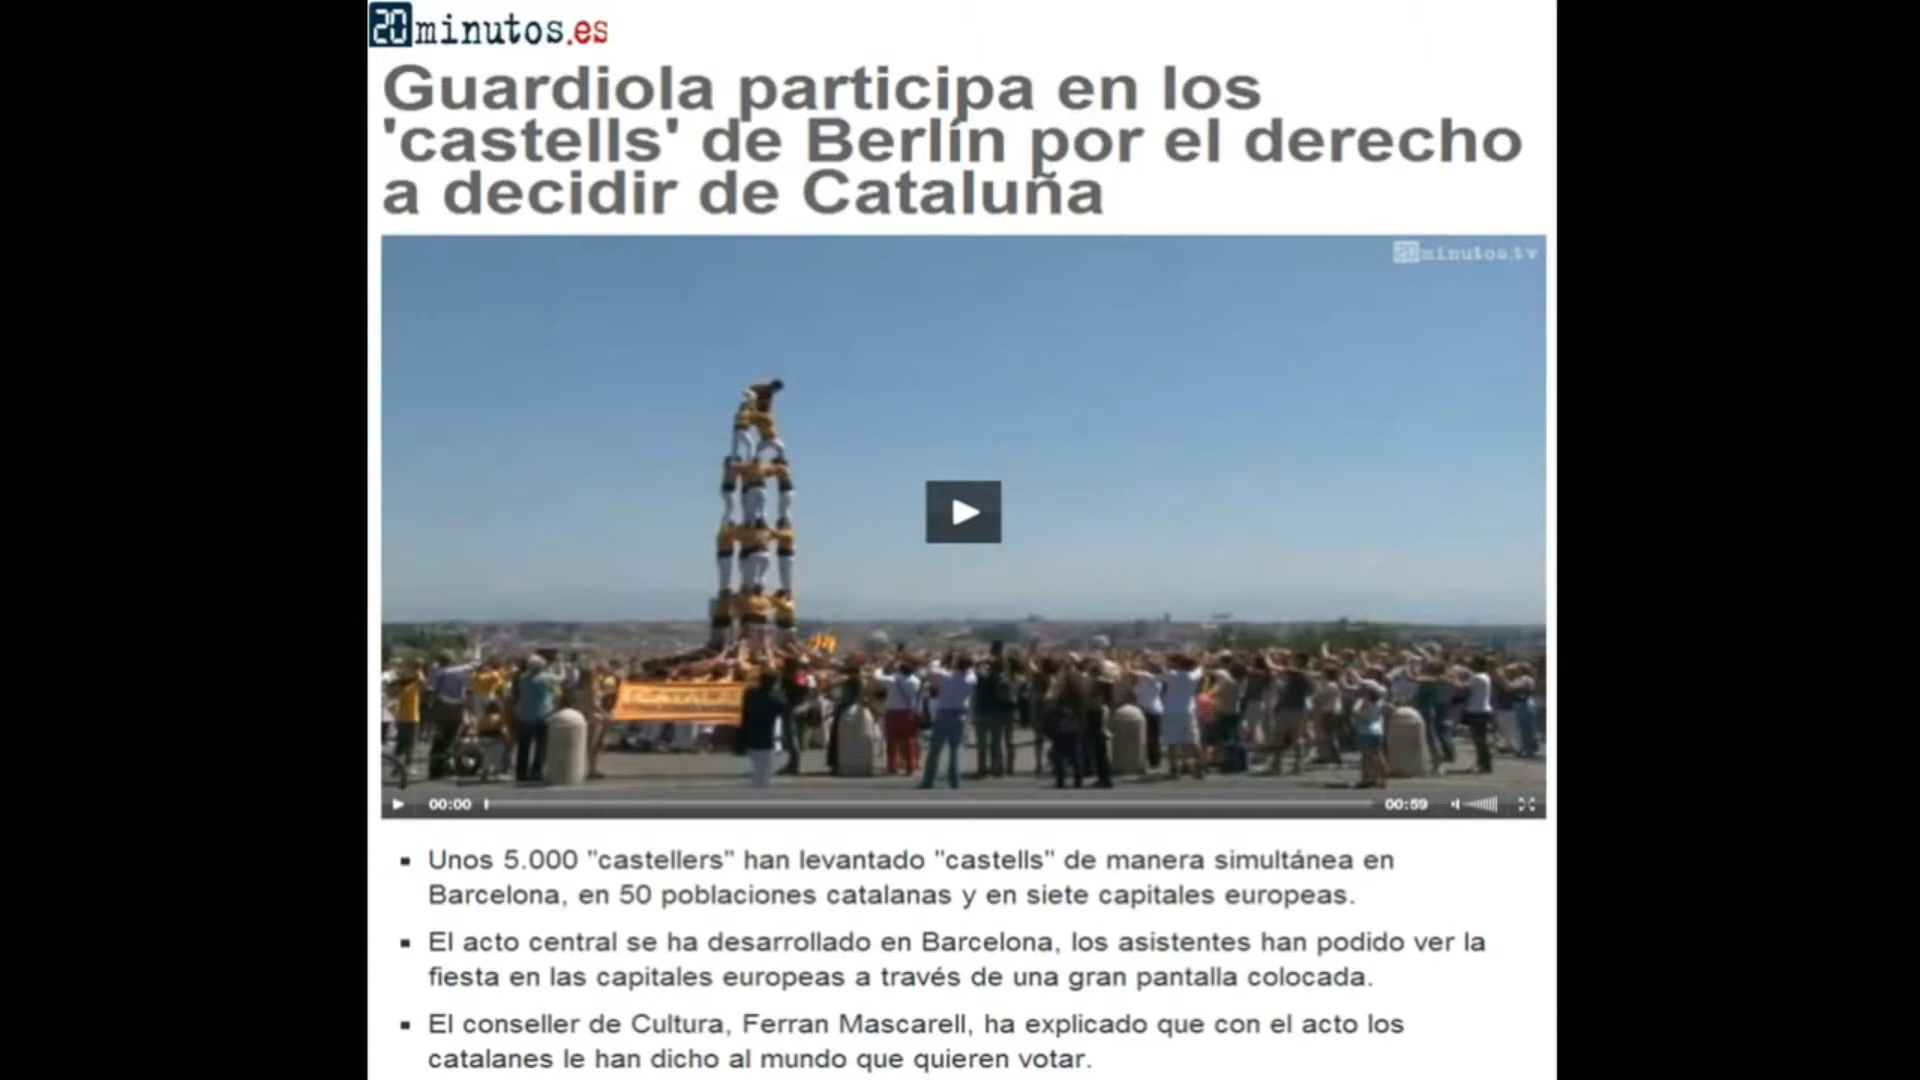 20minutos.es
Guardiola participa en los
'castells' de Berlín por el derecho
a decidir de Cataluña
20minutos.tv
00:00
00:59
▪ Unos 5.000 "castellers" han levantado "castells" de manera simultánea en
Barcelona, en 50 poblaciones catalanas y en siete capitales europeas.
▪ El acto central se ha desarrollado en Barcelona, los asistentes han podido ver la
fiesta en las capitales europeas a través de una gran pantalla colocada.
▪ El conseller de Cultura, Ferran Mascarell, ha explicado que con el acto los
catalanes le han dicho al mundo que quieren votar.